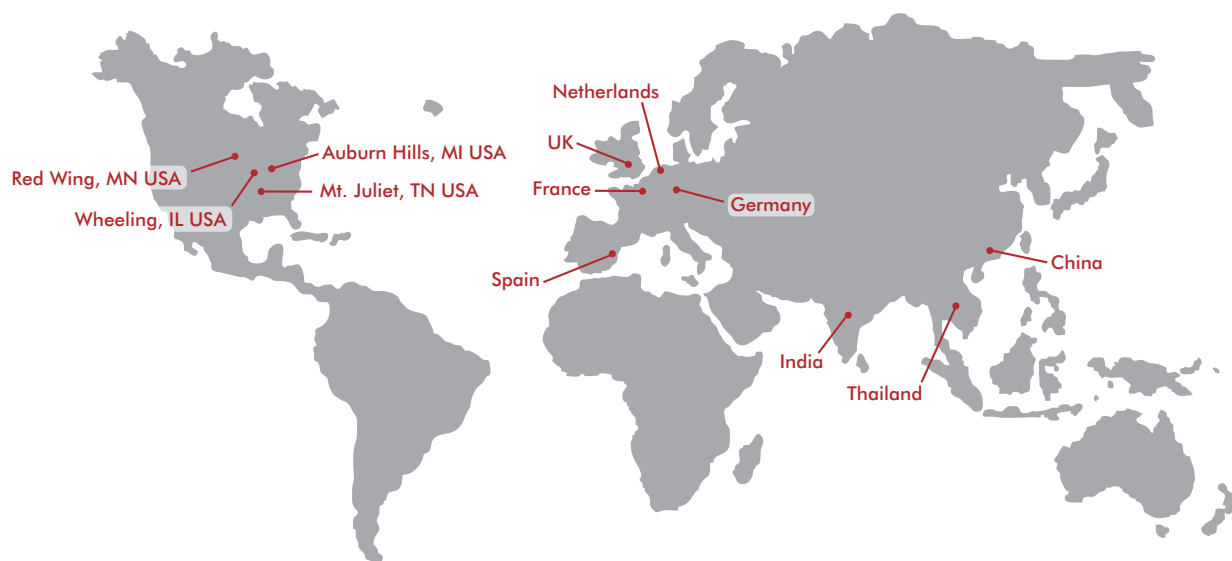 Netherlands
UK
Auburn Hills, MI USA
Red Wing, MN USA
France
Mt. Juliet, TN USA
Germany
Wheeling, IL USA
China
Spain
India
Thailand